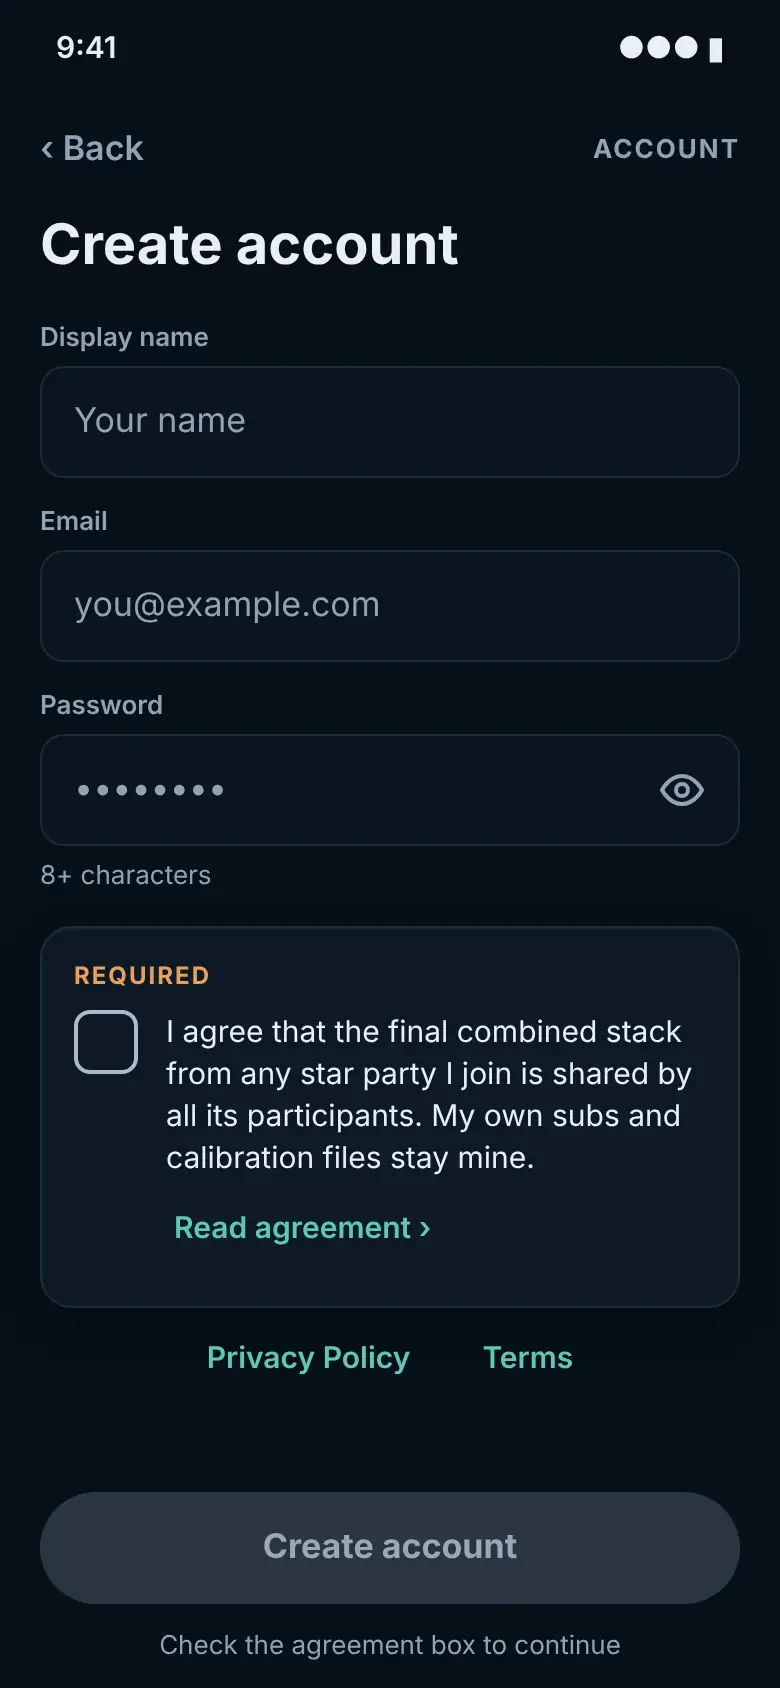 9:41
‹ Back
ACCOUNT
Create account
Display name
Your name
Email
you@example.com
Password
••••••••
8+ characters
REQUIRED
I agree that the final combined stack
from any star party I join is shared by
all its participants. My own subs and
calibration files stay mine.
Read agreement ›
Privacy Policy
Terms
Create account
Check the agreement box to continue